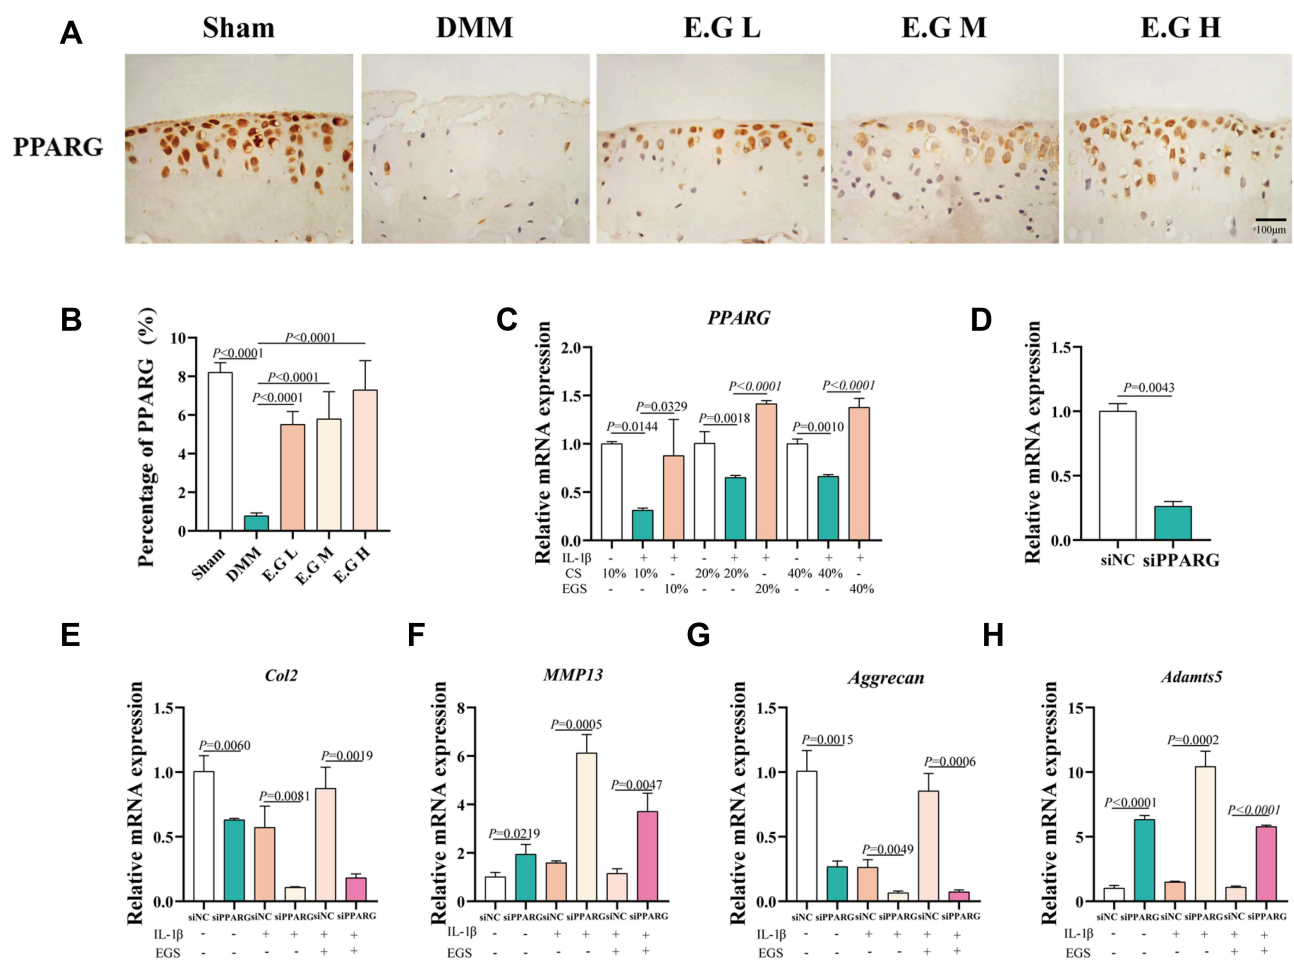 A
Sham DMM E.G L E.G M E.G H
PPARG
100μm
B
Percentage of PPARG (%)
10
8
6
4
2
0
P<0.0001
P<0.0001
P<0.0001
P<0.0001
Sham DMM E.G L E.G M E.G H
C
PPARG
Relative mRNA expression
2.0
1.5
1.0
0.5
0.0
P=0.0144 P=0.0329 P=0.0018 P<0.0001 P=0.0010 P<0.0001
IL-1β - + + - + + - + +
CS 10% 10% - 20% 20% - 40% 40% -
EGS - - 10% - - 20% - - 40%
D
Relative mRNA expression
1.5
1.0
0.5
0.0
P=0.0043
siNC siPPARG
E
Col2
Relative mRNA expression
1.5
1.0
0.5
0.0
P=0.0060 P=0.0081 P=0.0019
siNC siPPARG siNC siPPARG siNC siPPARG
IL-1β - - + + + +
EGS - - - - + +
F
MMP13
Relative mRNA expression
8
6
4
2
0
P=0.0219 P=0.0005 P=0.0047
siNC siPPARG siNC siPPARG siNC siPPARG
IL-1β - - + + + +
EGS - - - - + +
G
Aggrecan
Relative mRNA expression
1.5
1.0
0.5
0.0
P=0.0015 P=0.0049 P=0.0006
siNC siPPARG siNC siPPARG siNC siPPARG
IL-1β - - + + + +
EGS - - - - + +
H
Adamts5
Relative mRNA expression
15
10
5
0
P<0.0001 P=0.0002 P<0.0001
siNC siPPARG siNC siPPARG siNC siPPARG
IL-1β - - + + + +
EGS - - - - + +